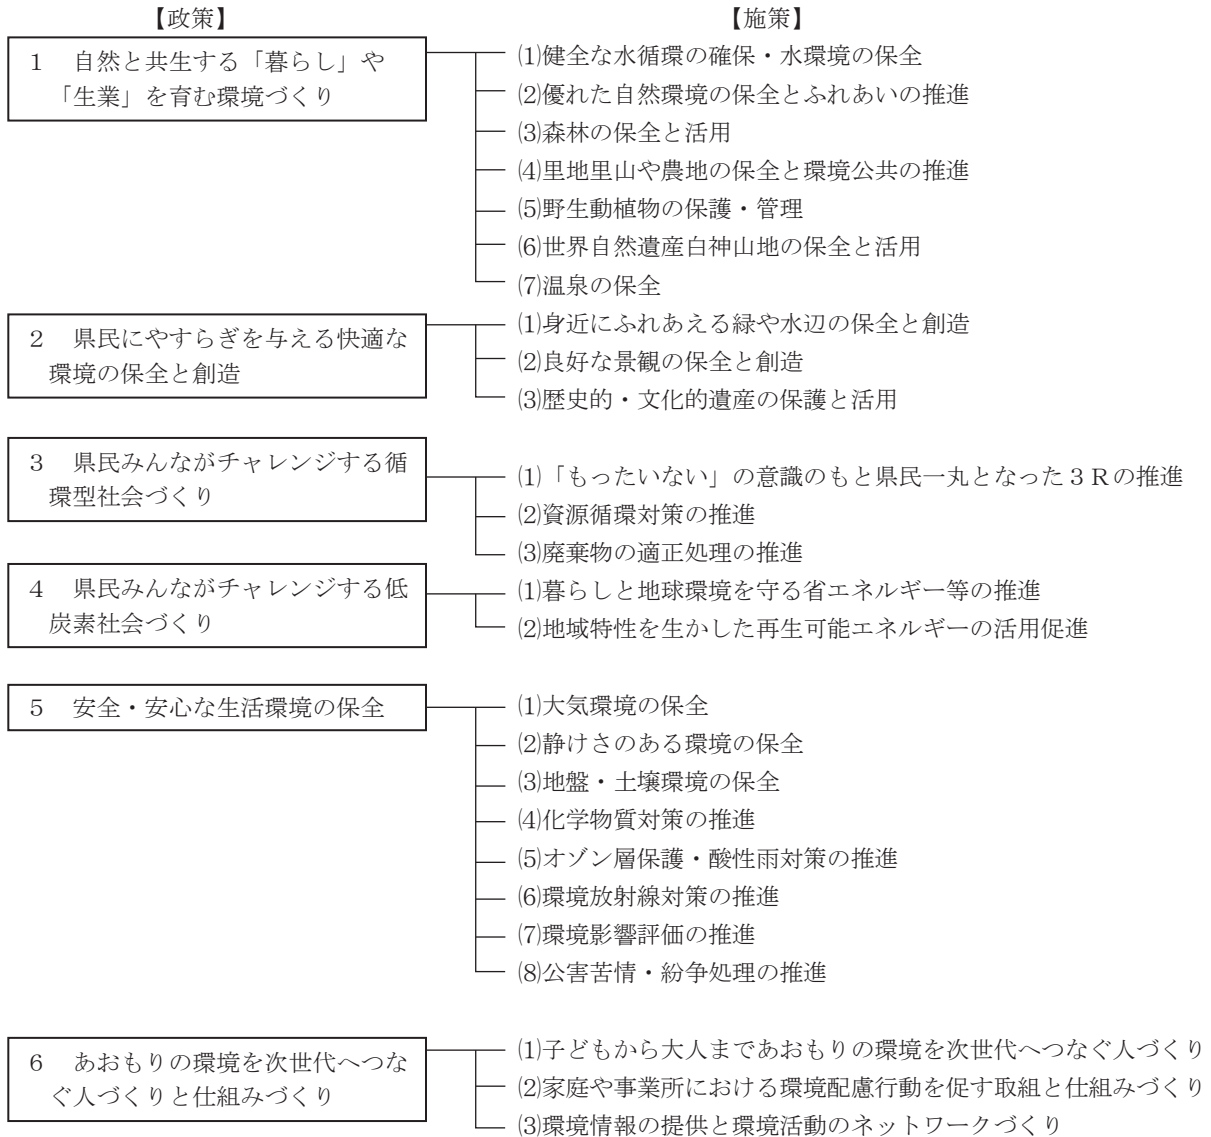 【政策】
【施策】
1 自然と共生する「暮らし」や
「生業」を育む環境づくり
⑴健全な水循環の確保・水環境の保全
⑵優れた自然環境の保全とふれあいの推進
⑶森林の保全と活用
⑷里地里山や農地の保全と環境公共の推進
⑸野生動植物の保護・管理
⑹世界自然遺産白神山地の保全と活用
⑺温泉の保全
2 県民にやすらぎを与える快適な
環境の保全と創造
⑴身近にふれあえる緑や水辺の保全と創造
⑵良好な景観の保全と創造
⑶歴史的・文化的遺産の保護と活用
3 県民みんながチャレンジする循
環型社会づくり
⑴「もったいない」の意識のもと県民一丸となった3Rの推進
⑵資源循環対策の推進
⑶廃棄物の適正処理の推進
4 県民みんながチャレンジする低
炭素社会づくり
⑴暮らしと地球環境を守る省エネルギー等の推進
⑵地域特性を生かした再生可能エネルギーの活用促進
5 安全・安心な生活環境の保全
⑴大気環境の保全
⑵静けさのある環境の保全
⑶地盤・土壌環境の保全
⑷化学物質対策の推進
⑸オゾン層保護・酸性雨対策の推進
⑹環境放射線対策の推進
⑺環境影響評価の推進
⑻公害苦情・紛争処理の推進
6 あおもりの環境を次世代へつな
ぐ人づくりと仕組みづくり
⑴子どもから大人まであおもりの環境を次世代へつなぐ人づくり
⑵家庭や事業所における環境配慮行動を促す取組と仕組みづくり
⑶環境情報の提供と環境活動のネットワークづくり